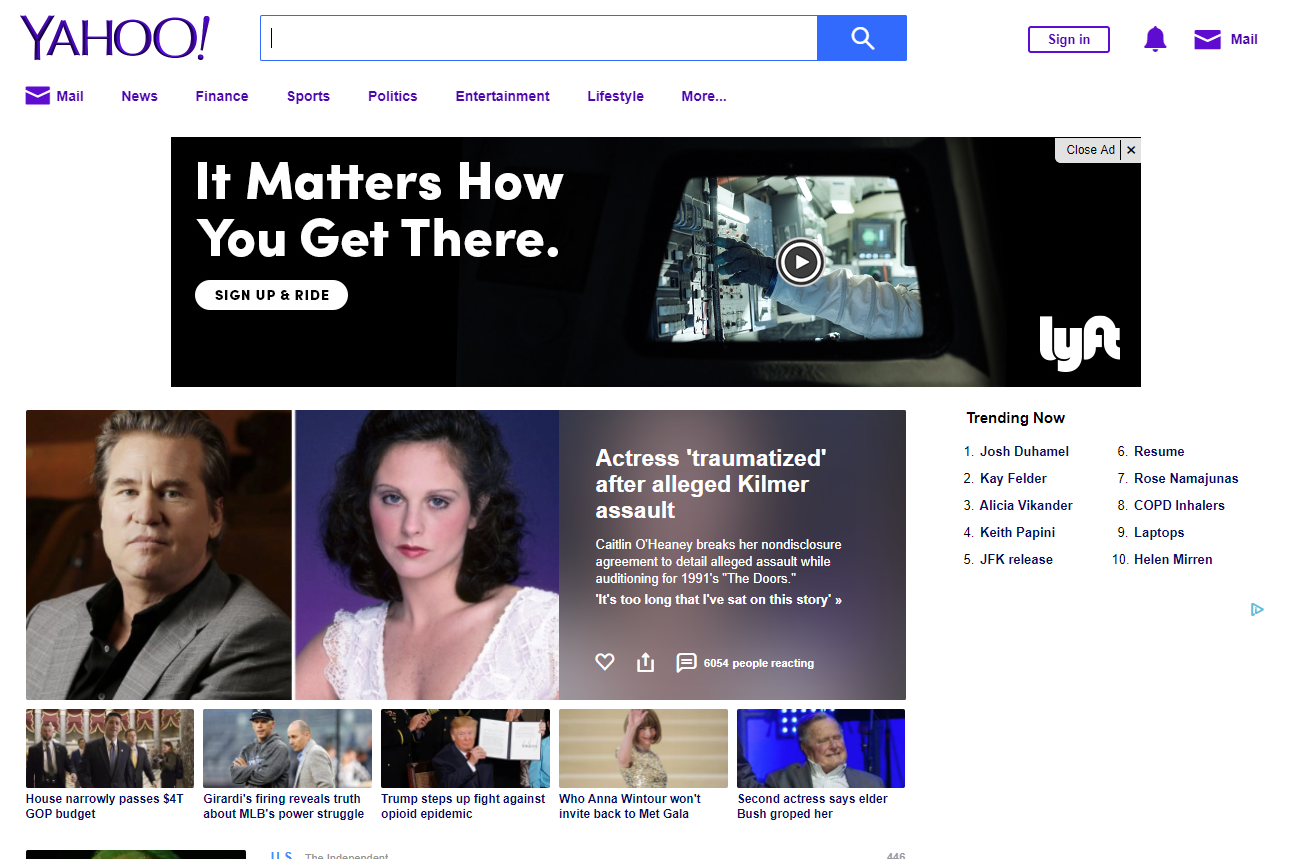 YAHOO!
Sign in
Mail
Mail News Finance Sports Politics Entertainment Lifestyle More...
It Matters How
You Get There.
SIGN UP & RIDE
Close Ad
lyft
Actress 'traumatized'
after alleged Kilmer
assault
Caitlin O'Heaney breaks her nondisclosure
agreement to detail alleged assault while
auditioning for 1991's "The Doors."
'It's too long that I've sat on this story' »
6054 people reacting
Trending Now
1. Josh Duhamel
2. Kay Felder
3. Alicia Vikander
4. Keith Papini
5. JFK release
6. Resume
7. Rose Namajunas
8. COPD Inhalers
9. Laptops
10. Helen Mirren
House narrowly passes $4T
GOP budget
Girardi's firing reveals truth
about MLB's power struggle
Trump steps up fight against
opioid epidemic
Who Anna Wintour won't
invite back to Met Gala
Second actress says elder
Bush groped her
U.S. The Independent 446